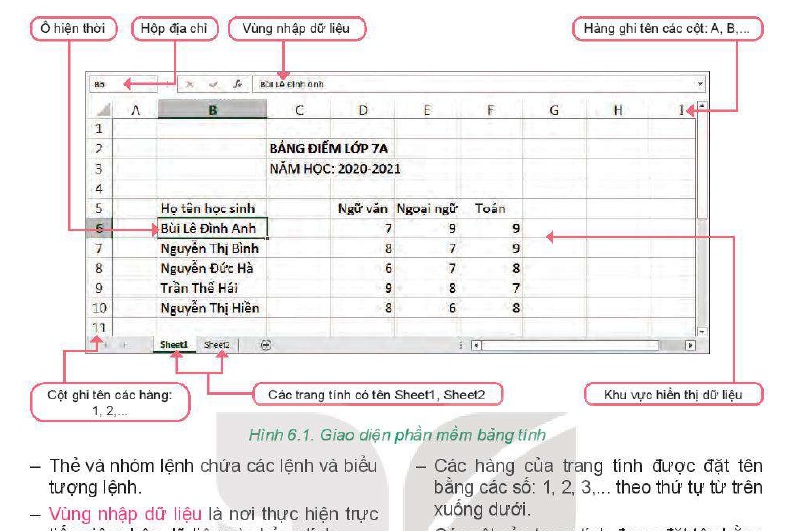 Ô hiện thời Hộp địa chỉ Vùng nhập dữ liệu Hàng ghi tên các cột: A, B,...
B6 Bùi Lê Đình Anh
A B C D E F G H I
1
2 BẢNG ĐIỂM LỚP 7A
3 NĂM HỌC: 2020-2021
4
5 Họ tên học sinh Ngữ văn Ngoại ngữ Toán
6 Bùi Lê Đình Anh 7 9 9
7 Nguyễn Thị Bình 8 7 9
8 Nguyễn Đức Hà 6 7 8
9 Trần Thế Hải 9 8 7
10 Nguyễn Thị Hiền 8 6 8
11
Sheet1 Sheet2
Cột ghi tên các hàng:
1, 2,...
Các trang tính có tên Sheet1, Sheet2
Khu vực hiển thị dữ liệu
Hình 6.1. Giao diện phần mềm bảng tính
– Thẻ và nhóm lệnh chứa các lệnh và biểu
tượng lệnh.
– Vùng nhập dữ liệu là nơi thực hiện trực
– Các hàng của trang tính được đặt tên
bằng các số: 1, 2, 3,... theo thứ tự từ trên
xuống dưới.